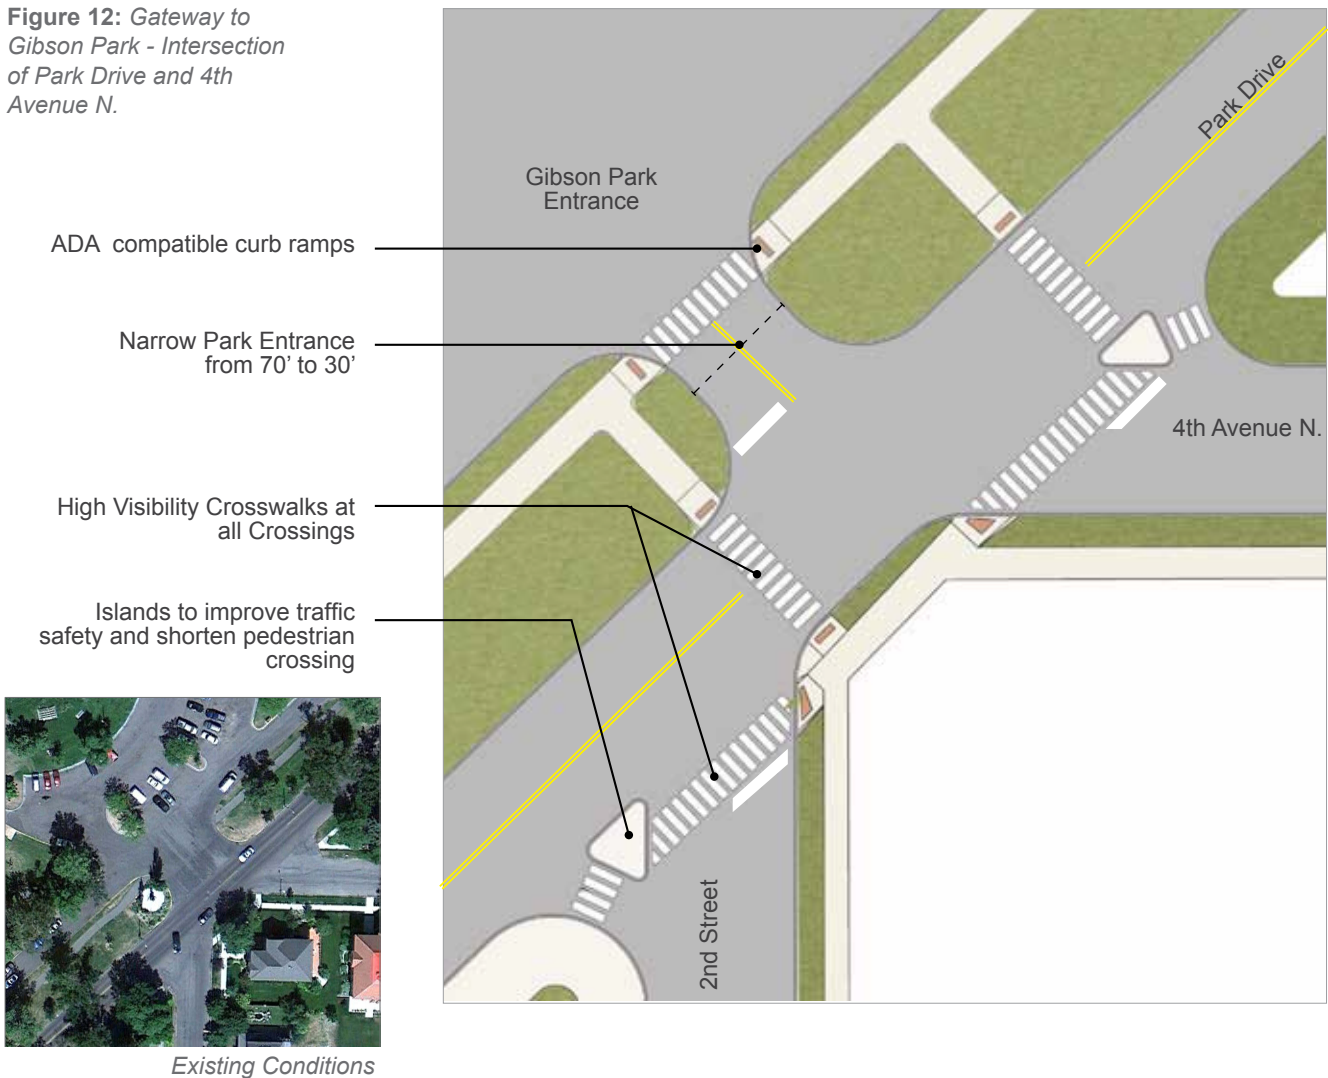 Figure 12: Gateway to
Gibson Park - Intersection
of Park Drive and 4th
Avenue N.
Park Drive
Gibson Park
Entrance
ADA  compatible curb ramps
Narrow Park Entrance
from 70’ to 30’
4th Avenue N.
High Visibility Crosswalks at
all Crossings
Islands to improve traffic
safety and shorten pedestrian
crossing
2nd Street
Existing Conditions